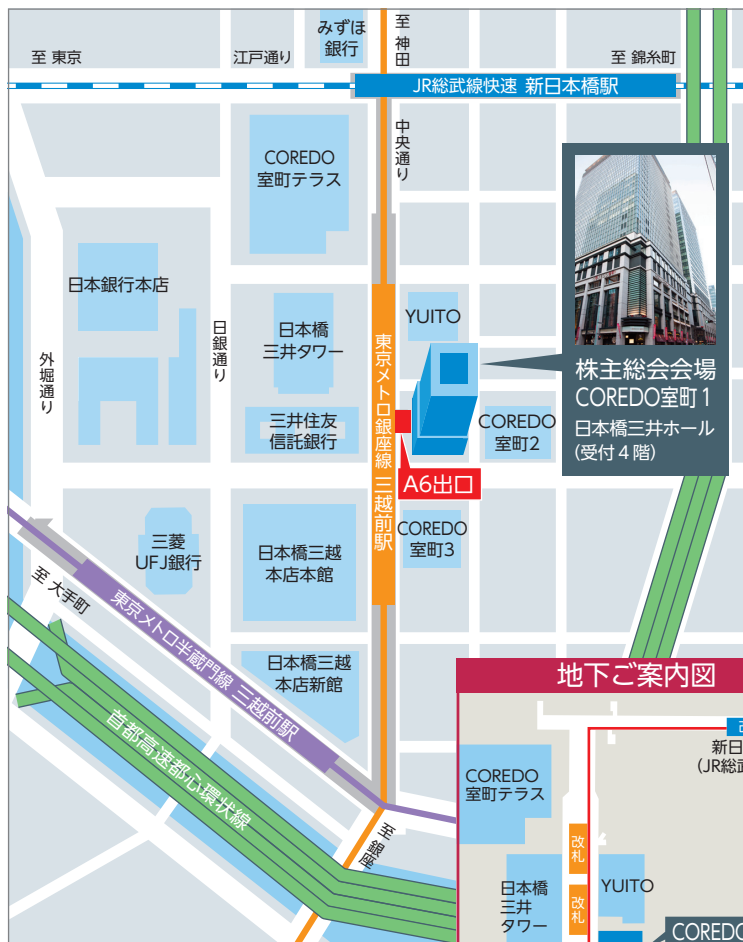 みずほ
銀行
至 神田
至 東京
江戸通り
至 錦糸町
JR総武線快速 新日本橋駅
中央通り
COREDO
室町テラス
日本銀行本店
日銀通り
外堀通り
日本橋
三井タワー
YUITO
東京メトロ銀座線 三越前駅
株主総会会場
COREDO室町1
日本橋三井ホール
(受付4階)
三井住友
信託銀行
COREDO
室町2
A6出口
三菱
UFJ銀行
日本橋三越
本店本館
COREDO
室町3
至 大手町
東京メトロ半蔵門線 三越前駅
日本橋三越
本店新館
首都高速都心環状線
至 銀座
地下ご案内図
新日
(JR総武
COREDO
室町テラス
改札
日本橋
三井
タワー
改札
YUITO
COREDO